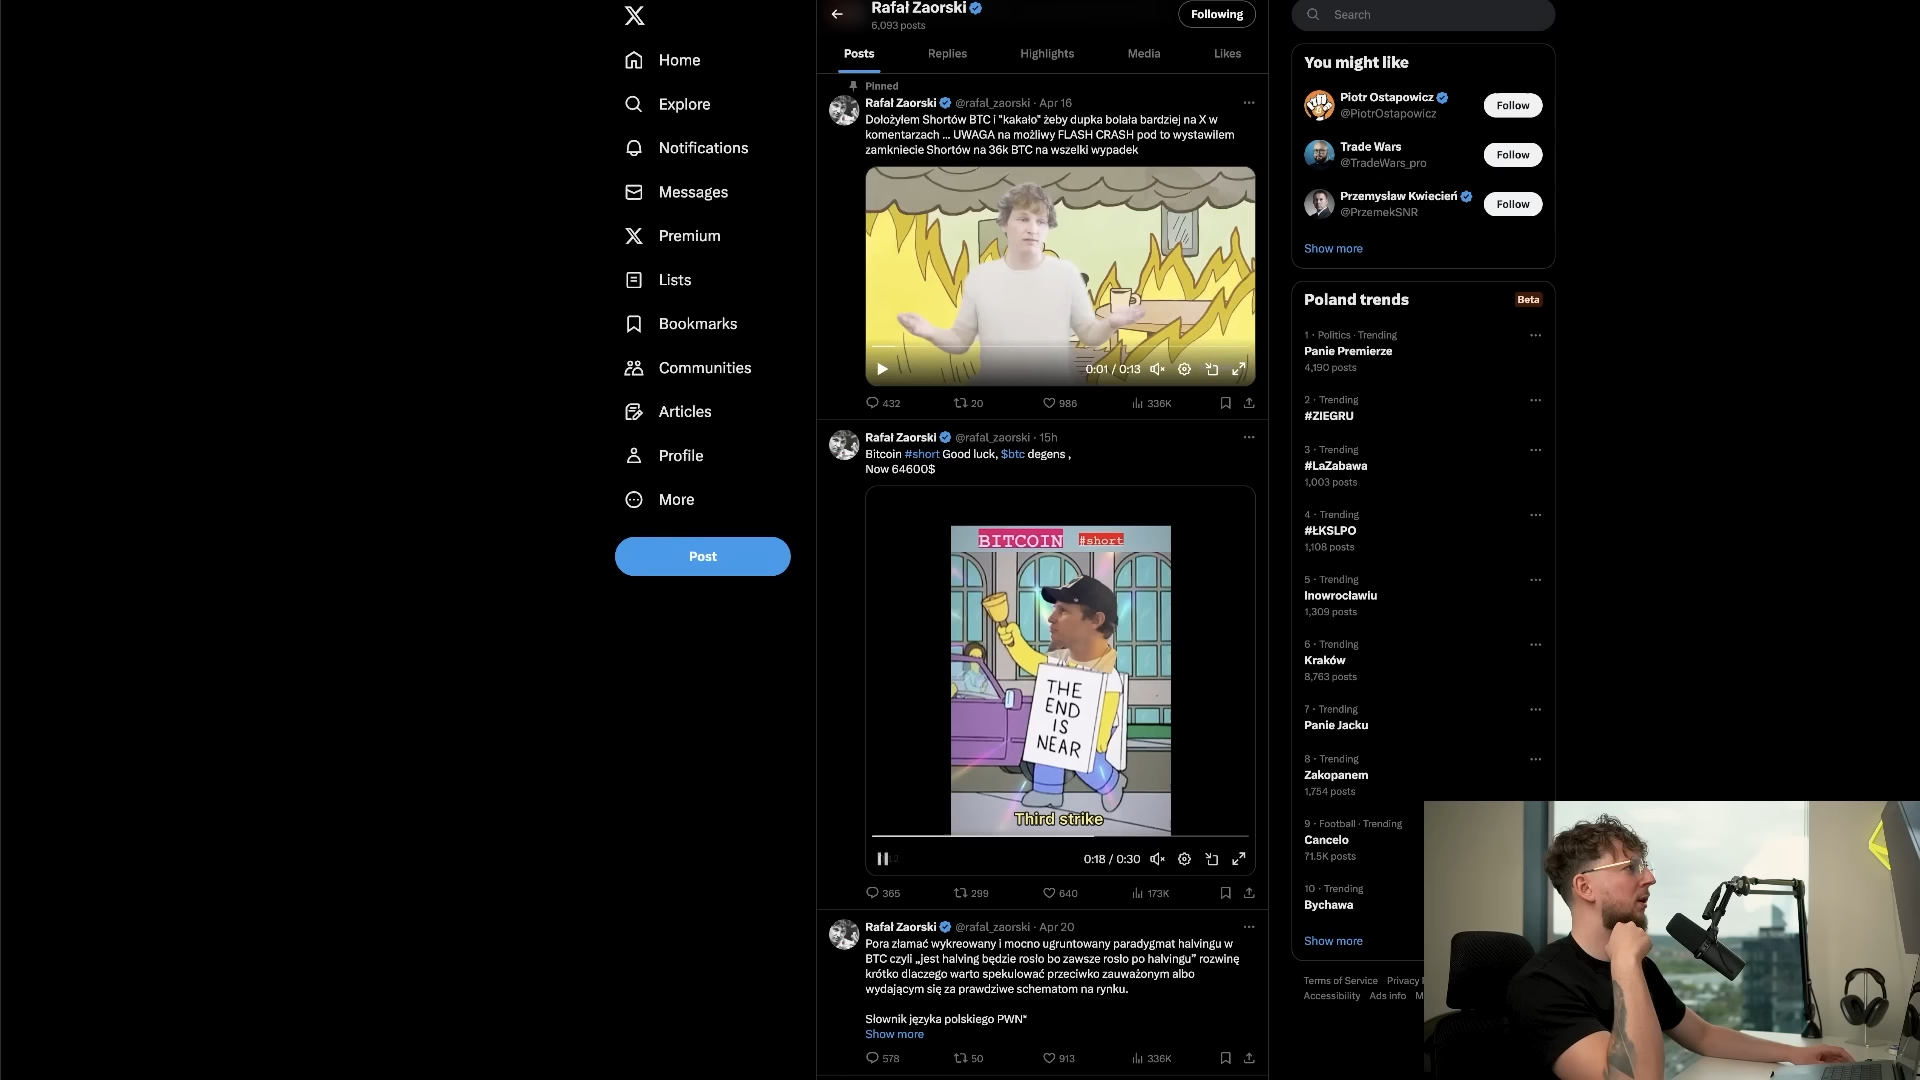 Home
Explore
Notifications
Messages
Premium
Lists
Bookmarks
Communities
Articles
Profile
More
Post
Rafał Zaorski
6,093 posts
Following
Posts
Replies
Highlights
Media
Likes
Pinned
Rafał Zaorski @rafal_zaorski · Apr 16
Dołożyłem Shortów BTC i "kakało" żeby dupka bolała bardziej na X w
komentarzach ... UWAGA na możliwy FLASH CRASH pod to wystawiłem
zamkniecie Shortów na 36k BTC na wszelki wypadek
0:01 / 0:13
432
20
986
336K
Rafał Zaorski @rafal_zaorski · 15h
Bitcoin #short Good luck, $btc degens ,
Now 64600$
BITCOIN
#short
THE
END
IS
NEAR
Third strike
0:18 / 0:30
365
299
640
173K
Rafał Zaorski @rafal_zaorski · Apr 20
Pora złamać wykreowany i mocno ugruntowany paradygmat halvingu w
BTC czyli „jest halving będzie rosło bo zawsze rosło po halvingu” rozwinę
krótko dlaczego warto spekulować przeciwko zauważonym albo
wydającym się za prawdziwe schematom na rynku.
Słownik języka polskiego PWN*
Show more
578
50
913
336K
Search
You might like
Piotr Ostapowicz
@PiotrOstapowicz
Follow
Trade Wars
@TradeWars_pro
Follow
Przemysław Kwiecień
@PrzemekSNR
Follow
Show more
Poland trends
Beta
1 · Politics · Trending
Panie Premierze
4,190 posts
2 · Trending
#ZIEGRU
3 · Trending
#LaZabawa
1,003 posts
4 · Trending
#ŁKSLPO
1,108 posts
5 · Trending
Inowrocławiu
1,309 posts
6 · Trending
Kraków
8,763 posts
7 · Trending
Panie Jacku
8 · Trending
Zakopanem
1,754 posts
9 · Football · Trending
Cancelo
71.5K posts
10 · Trending
Bychawa
Show more
Terms of Service Privacy
Accessibility Ads info M